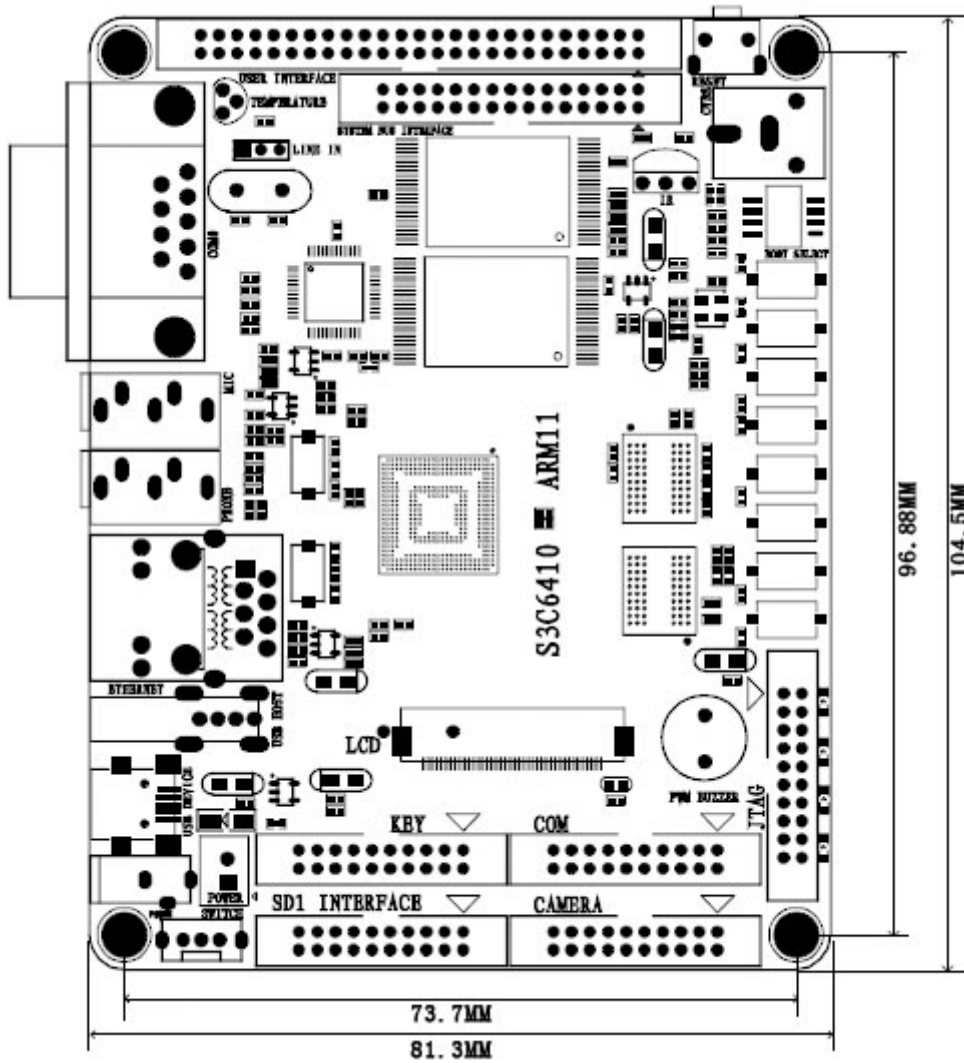 USER INTERFACE
TEMPERATURE
RESET
SYSTEM BUS INTERFACE
LINE IN
IR
COM0
BOOT SELECT
MIC
PHONE
S3C6410 ARM11
96.88MM
104.5MM
ETHERNET
USB HOST
LCD
USB DEVICE
PWM BUZZER
JTAG
KEY
COM
POWER
SWITCH
SD1 INTERFACE
CAMERA
73.7MM
81.3MM